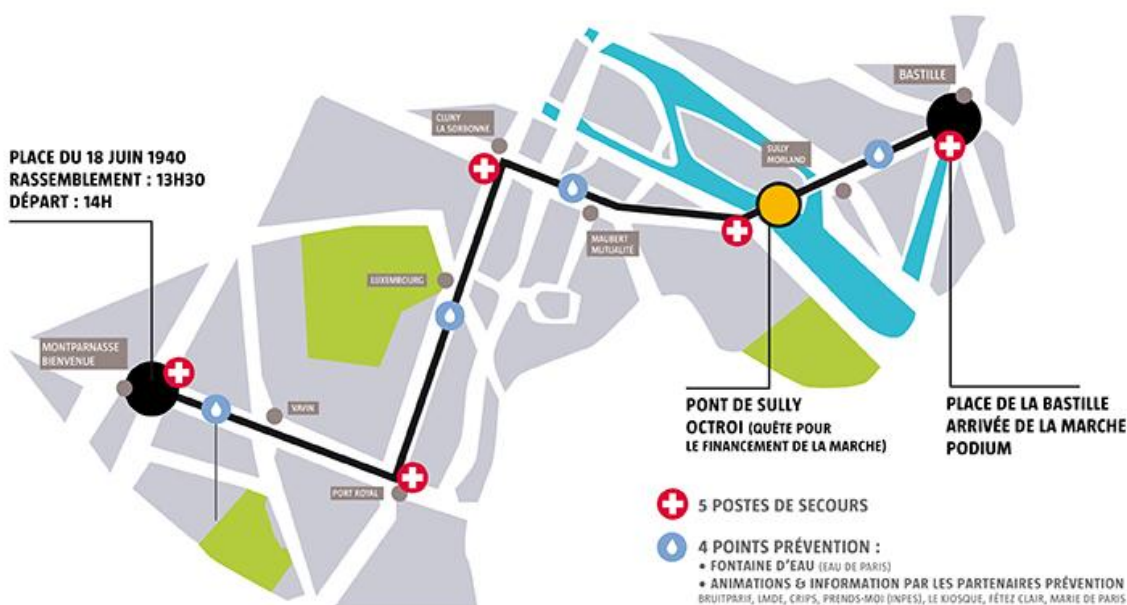 PLACE DU 18 JUIN 1940
RASSEMBLEMENT : 13H30
DÉPART : 14H
CLUNY
LA SORBONNE
BASTILLE
SULLY
MORLAND
MAUBERT
MUTUALITÉ
LUXEMBOURG
MONTPARNASSE
BIENVENUE
VAVIN
PORT ROYAL
PONT DE SULLY
OCTROI (QUÊTE POUR
LE FINANCEMENT DE LA MARCHE)
PLACE DE LA BASTILLE
ARRIVÉE DE LA MARCHE
PODIUM
5 POSTES DE SECOURS
4 POINTS PRÉVENTION :
• FONTAINE D'EAU (EAU DE PARIS)
• ANIMATIONS & INFORMATION PAR LES PARTENAIRES PRÉVENTION
BRUITPARIF, LMDE, CRIPS, PRENDS-MOI (INPES), LE KIOSQUE, FÊTEZ CLAIR, MARIE DE PARIS